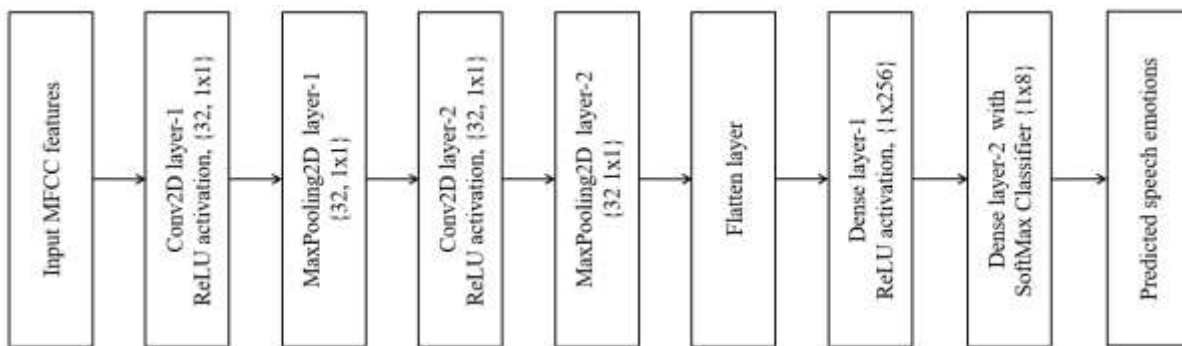 Input MFCC features
Conv2D layer-1
ReLU activation, {32, 1x1}
MaxPooling2D layer-1
{32, 1x1}
Conv2D layer-2
ReLU activation, {32, 1x1}
MaxPooling2D layer-2
{32 1x1}
Flatten layer
Dense layer-1
ReLU activation, {1x256}
Dense layer-2 with
SoftMax Classifier {1x8}
Predicted speech emotions